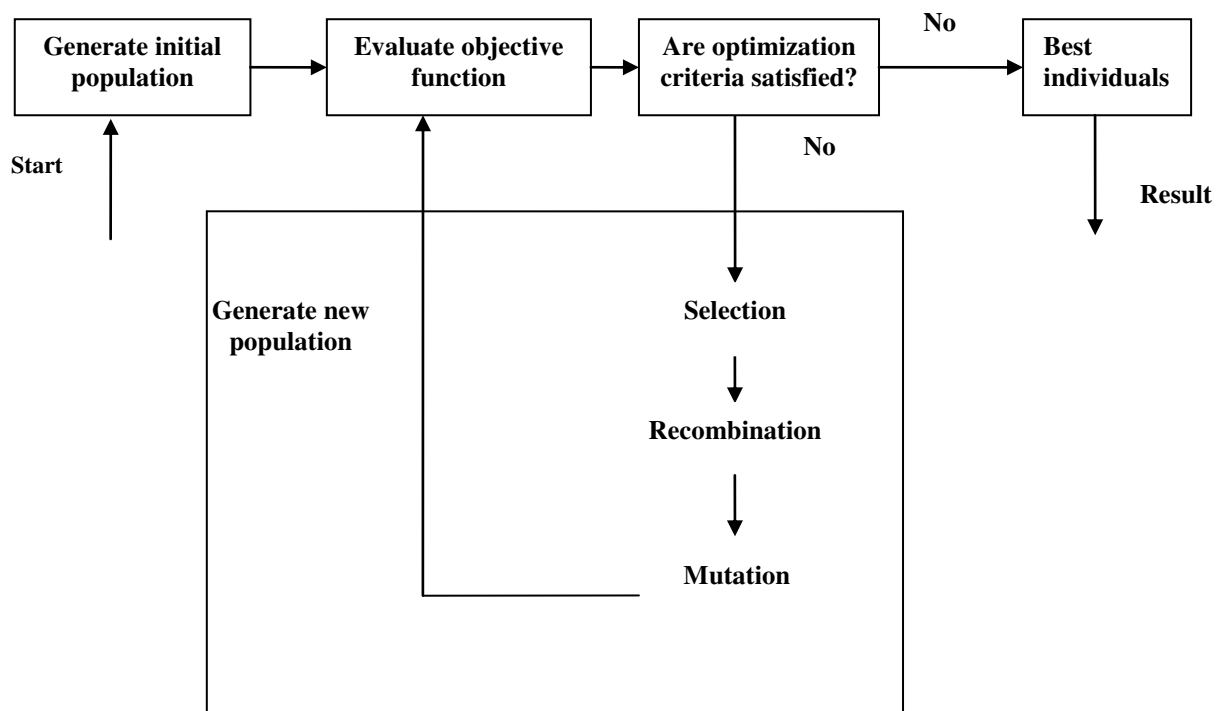 No
Generate initial
population
Evaluate objective
function
Are optimization
criteria satisfied?
Best
individuals
No
Start
Result
Generate new
population
Selection
Recombination
Mutation